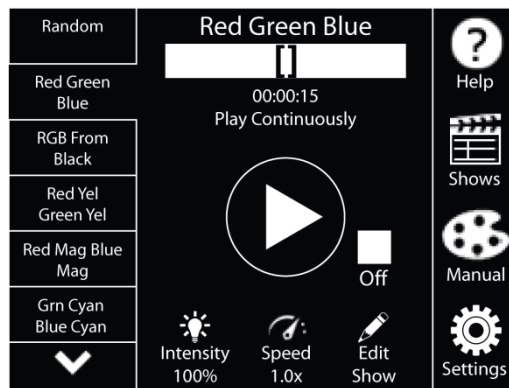 Random
Red Green
Blue
RGB From
Black
Red Yel
Green Yel
Red Mag Blue
Mag
Grn Cyan
Blue Cyan
Red Green Blue
[]
00:00:15
Play Continuously
Off
Intensity
100%
Speed
1.0x
Edit
Show
?
Help
Shows
Manual
Settings